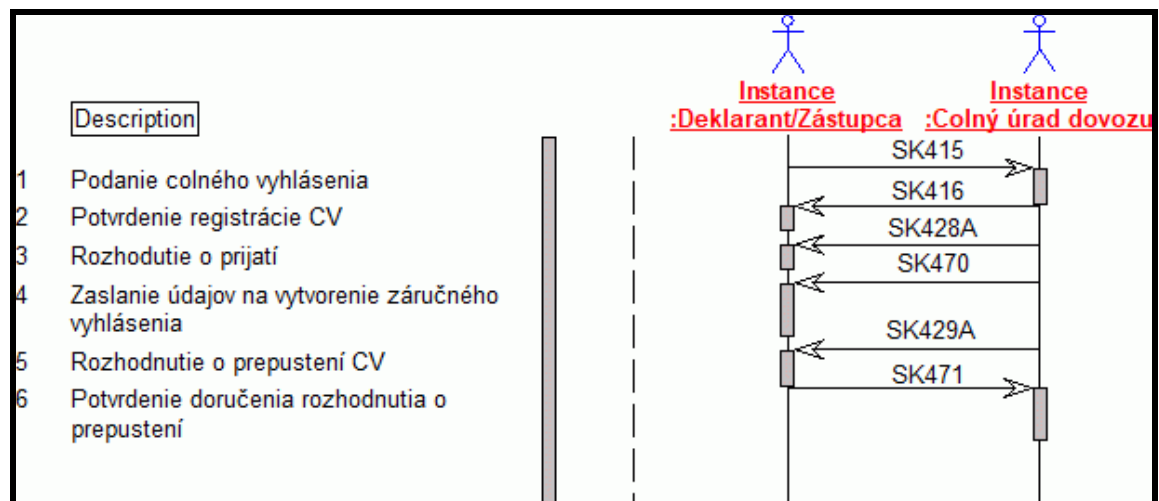 Instance Instance
Description :Deklarant/Zástupca :Colný úrad dovozu
SK415
1 Podanie colného vyhlásenia
SK416
2 Potvrdenie registrácie CV
SK428A
3 Rozhodutie o prijatí
SK470
4 Zaslanie údajov na vytvorenie záručného
vyhlásenia
SK429A
5 Rozhodnutie o prepustení CV
SK471
6 Potvrdenie doručenia rozhodnutia o
prepustení